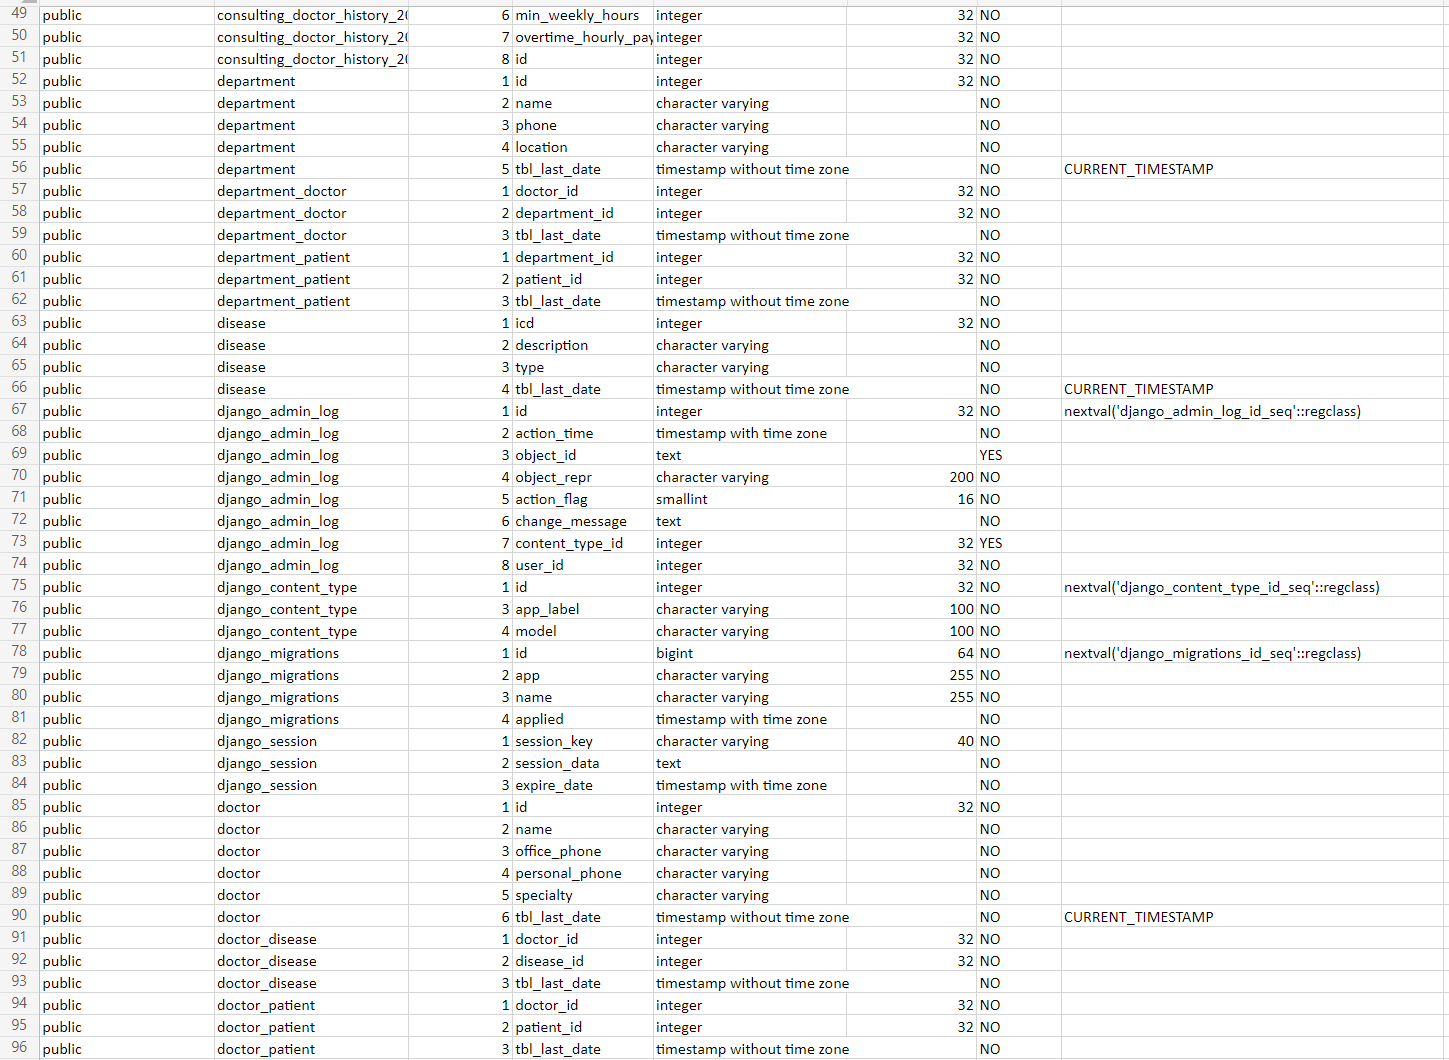 49 public consulting_doctor_history_20 6 min_weekly_hours integer 32 NO
50 public consulting_doctor_history_20 7 overtime_hourly_pay integer 32 NO
51 public consulting_doctor_history_20 8 id integer 32 NO
52 public department 1 id integer 32 NO
53 public department 2 name character varying NO
54 public department 3 phone character varying NO
55 public department 4 location character varying NO
56 public department 5 tbl_last_date timestamp without time zone NO CURRENT_TIMESTAMP
57 public department_doctor 1 doctor_id integer 32 NO
58 public department_doctor 2 department_id integer 32 NO
59 public department_doctor 3 tbl_last_date timestamp without time zone NO
60 public department_patient 1 department_id integer 32 NO
61 public department_patient 2 patient_id integer 32 NO
62 public department_patient 3 tbl_last_date timestamp without time zone NO
63 public disease 1 icd integer 32 NO
64 public disease 2 description character varying NO
65 public disease 3 type character varying NO
66 public disease 4 tbl_last_date timestamp without time zone NO CURRENT_TIMESTAMP
67 public django_admin_log 1 id integer 32 NO nextval('django_admin_log_id_seq'::regclass)
68 public django_admin_log 2 action_time timestamp with time zone NO
69 public django_admin_log 3 object_id text YES
70 public django_admin_log 4 object_repr character varying 200 NO
71 public django_admin_log 5 action_flag smallint 16 NO
72 public django_admin_log 6 change_message text NO
73 public django_admin_log 7 content_type_id integer 32 YES
74 public django_admin_log 8 user_id integer 32 NO
75 public django_content_type 1 id integer 32 NO nextval('django_content_type_id_seq'::regclass)
76 public django_content_type 3 app_label character varying 100 NO
77 public django_content_type 4 model character varying 100 NO
78 public django_migrations 1 id bigint 64 NO nextval('django_migrations_id_seq'::regclass)
79 public django_migrations 2 app character varying 255 NO
80 public django_migrations 3 name character varying 255 NO
81 public django_migrations 4 applied timestamp with time zone NO
82 public django_session 1 session_key character varying 40 NO
83 public django_session 2 session_data text NO
84 public django_session 3 expire_date timestamp with time zone NO
85 public doctor 1 id integer 32 NO
86 public doctor 2 name character varying NO
87 public doctor 3 office_phone character varying NO
88 public doctor 4 personal_phone character varying NO
89 public doctor 5 specialty character varying NO
90 public doctor 6 tbl_last_date timestamp without time zone NO CURRENT_TIMESTAMP
91 public doctor_disease 1 doctor_id integer 32 NO
92 public doctor_disease 2 disease_id integer 32 NO
93 public doctor_disease 3 tbl_last_date timestamp without time zone NO
94 public doctor_patient 1 doctor_id integer 32 NO
95 public doctor_patient 2 patient_id integer 32 NO
96 public doctor_patient 3 tbl_last_date timestamp without time zone NO